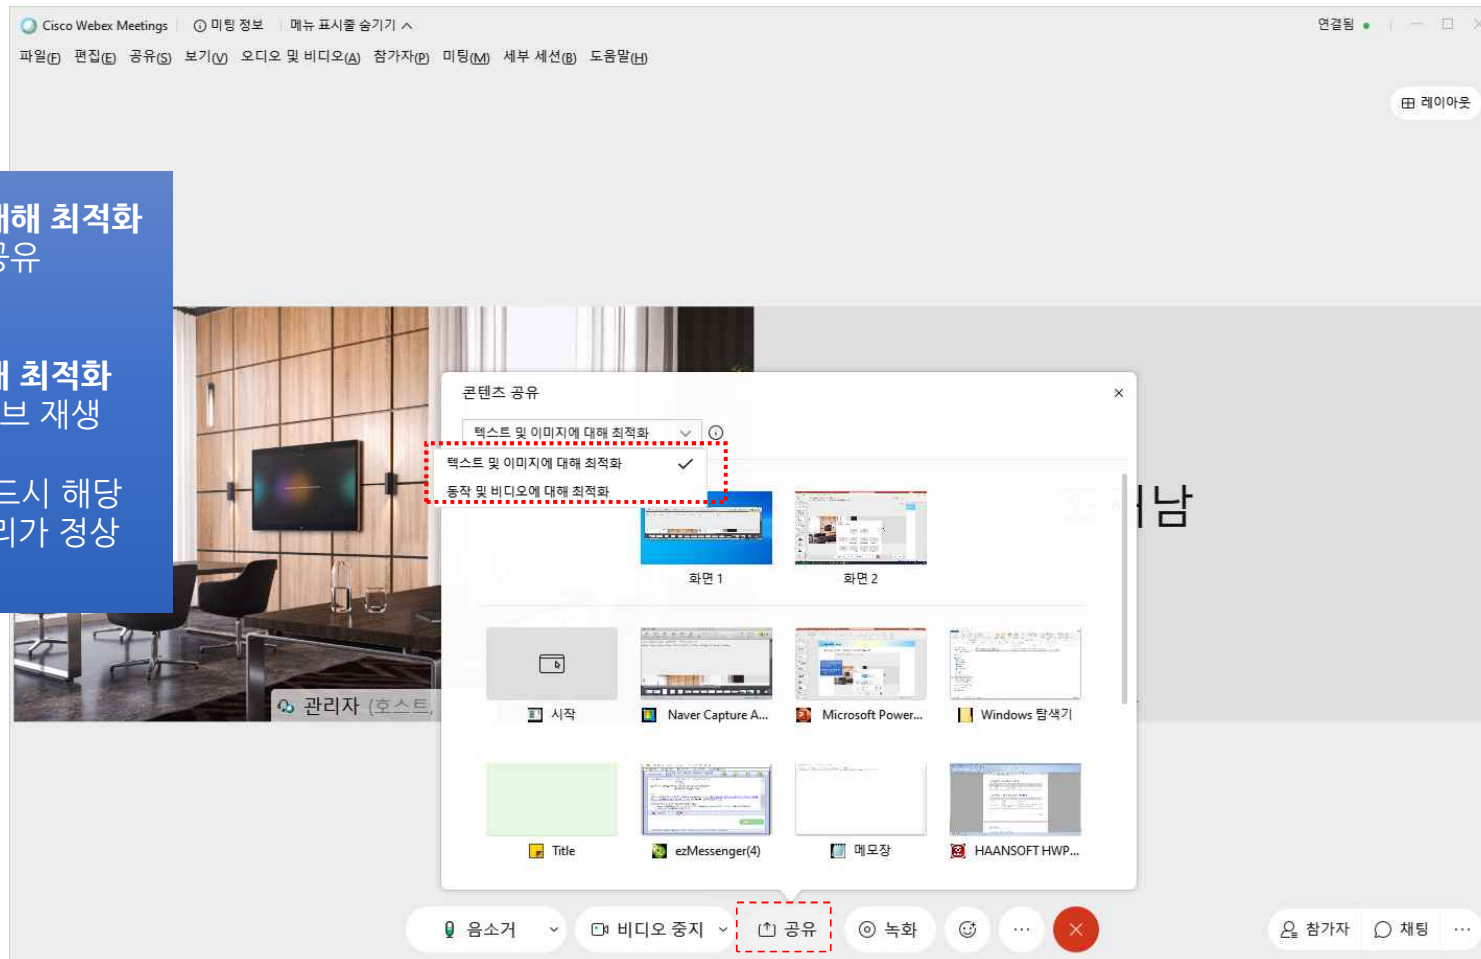 Cisco Webex Meetings 미팅 정보 메뉴 표시줄 숨기기 연결됨
파일(F) 편집(E) 공유(S) 보기(V) 오디오 및 비디오(A) 참가자(P) 미팅(M) 세부 세션(B) 도움말(H)
레이아웃
최적화
공유
최적화
재생
해당
정상
콘텐츠 공유
텍스트 및 이미지에 대해 최적화
텍스트 및 이미지에 대해 최적화
동작 및 비디오에 대해 최적화
남
화면 1 화면 2
관리자 (호스트,
시작 Naver Capture A... Microsoft Power... Windows 탐색기
Title ezMessenger(4) 메모장 HAANSOFT HWP...
음소거 비디오 중지 공유 녹화 ... 참가자 채팅 ...